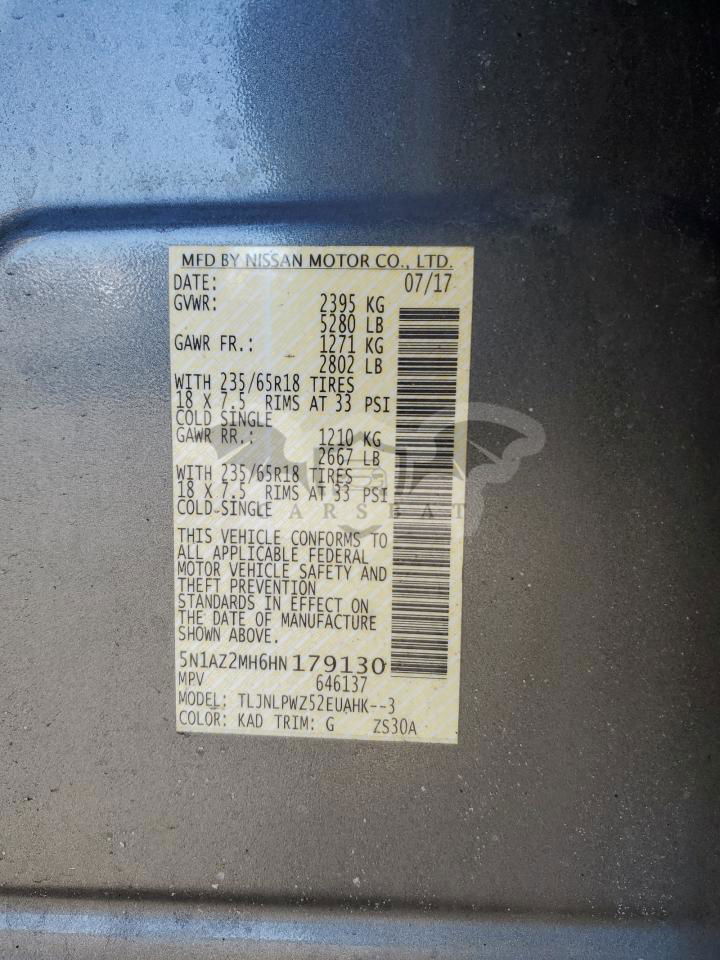 MFD BY NISSAN MOTOR CO., LTD.
DATE: 07/17
GVWR: 2395 KG
5280 LB
GAWR FR.: 1271 KG
2802 LB
WITH 235/65R18 TIRES
18 X 7.5 RIMS AT 33 PSI
COLD SINGLE
GAWR RR.: 1210 KG
2667 LB
WITH 235/65R18 TIRES
18 X 7.5 RIMS AT 33 PSI
COLD SINGLE
CARSBAT
THIS VEHICLE CONFORMS TO
ALL APPLICABLE FEDERAL
MOTOR VEHICLE SAFETY AND
THEFT PREVENTION
STANDARDS IN EFFECT ON
THE DATE OF MANUFACTURE
SHOWN ABOVE.
5N1AZ2MH6HN179130
MPV 646137
MODEL: TLJNLPWZ52EUAHK--3
COLOR: KAD TRIM: G ZS30A